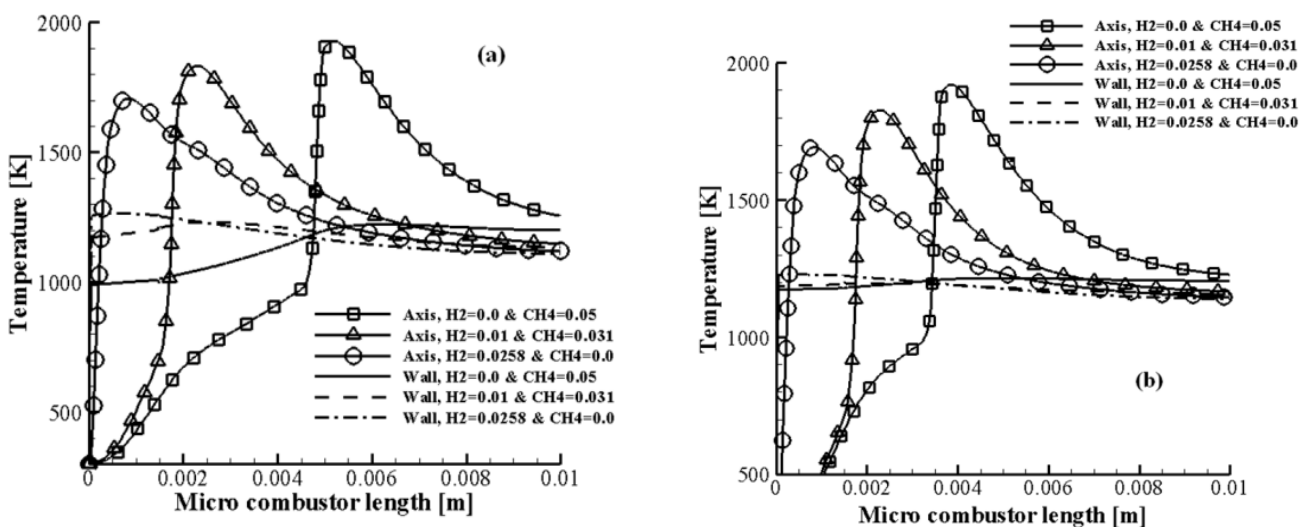 2000
1500
1000
500
Temperature [K]
(a)
Axis, H2=0.0 & CH4=0.05
Axis, H2=0.01 & CH4=0.031
Axis, H2=0.0258 & CH4=0.0
Wall, H2=0.0 & CH4=0.05
Wall, H2=0.01 & CH4=0.031
Wall, H2=0.0258 & CH4=0.0
0 0.002 0.004 0.006 0.008 0.01
Micro combustor length [m]
Axis, H2=0.0 & CH4=0.05
Axis, H2=0.01 & CH4=0.031
Axis, H2=0.0258 & CH4=0.0
Wall, H2=0.0 & CH4=0.05
Wall, H2=0.01 & CH4=0.031
Wall, H2=0.0258 & CH4=0.0
2000
1500
1000
500
Temperature [K]
(b)
0 0.002 0.004 0.006 0.008 0.01
Micro combustor length [m]